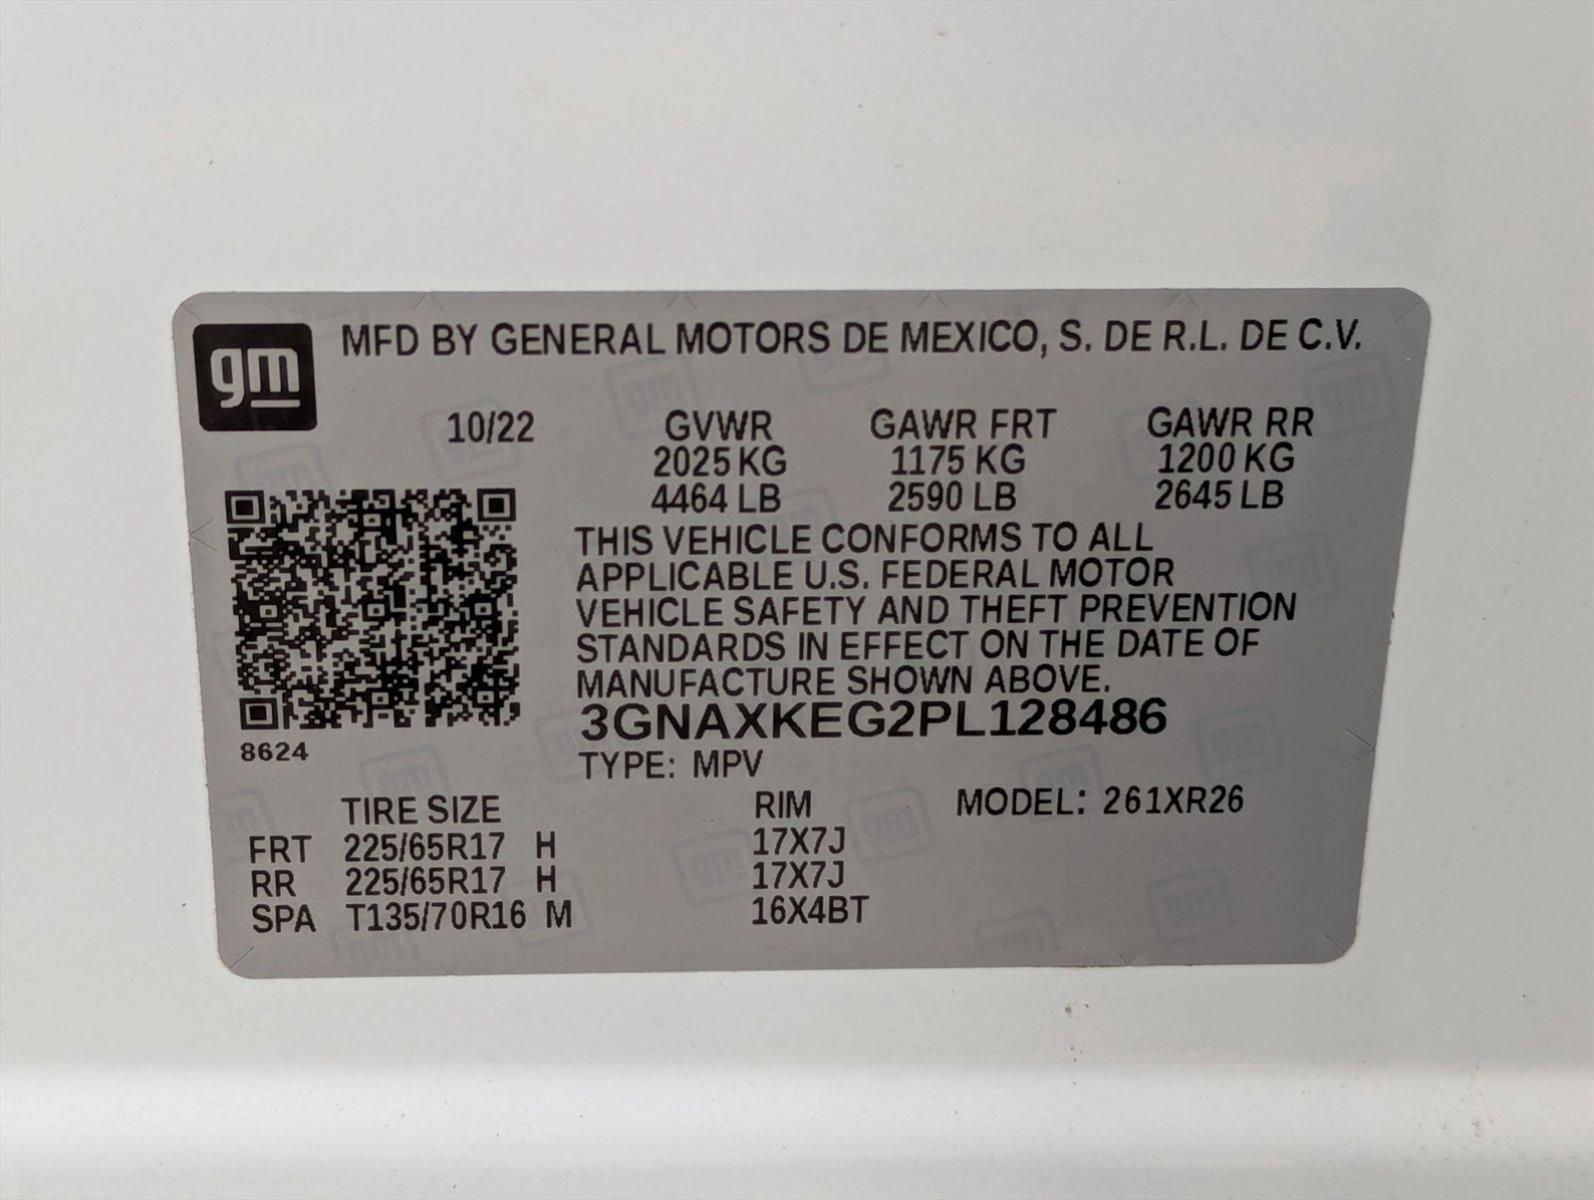 gm MFD BY GENERAL MOTORS DE MEXICO, S. DE R.L. DE C.V.
10/22 GVWR GAWR FRT GAWR RR
2025 KG 1175 KG 1200 KG
4464 LB 2590 LB 2645 LB
THIS VEHICLE CONFORMS TO ALL
APPLICABLE U.S. FEDERAL MOTOR
VEHICLE SAFETY AND THEFT PREVENTION
STANDARDS IN EFFECT ON THE DATE OF
MANUFACTURE SHOWN ABOVE.
3GNAXKEG2PL128486
8624 TYPE: MPV
TIRE SIZE RIM MODEL: 261XR26
FRT 225/65R17 H 17X7J
RR 225/65R17 H 17X7J
SPA T135/70R16 M 16X4BT